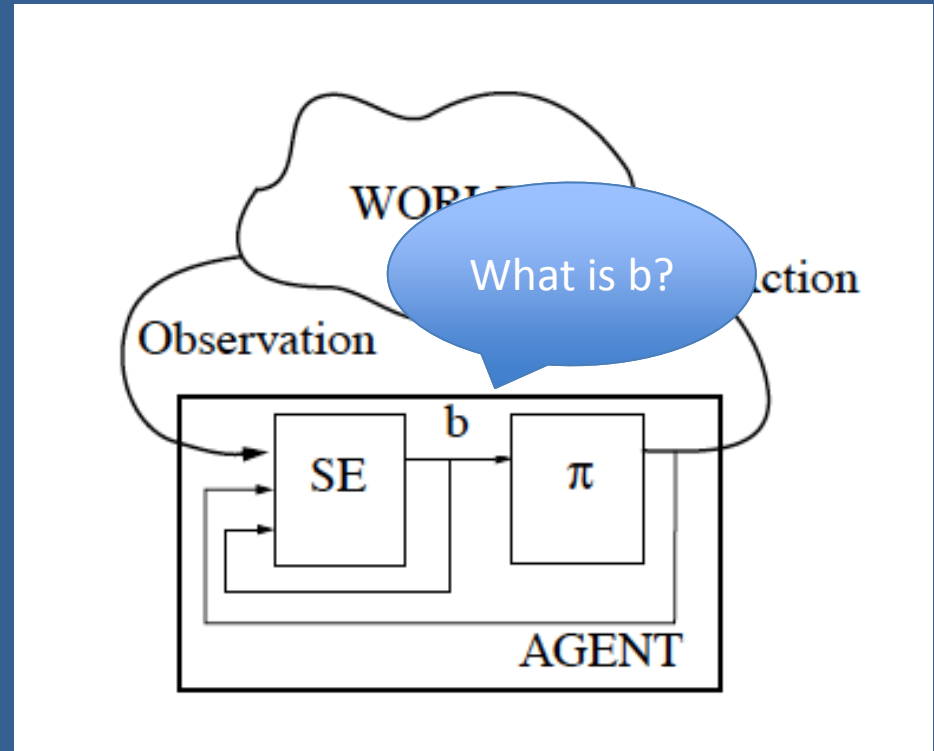 What is b?
Observation
b
SE
π
AGENT